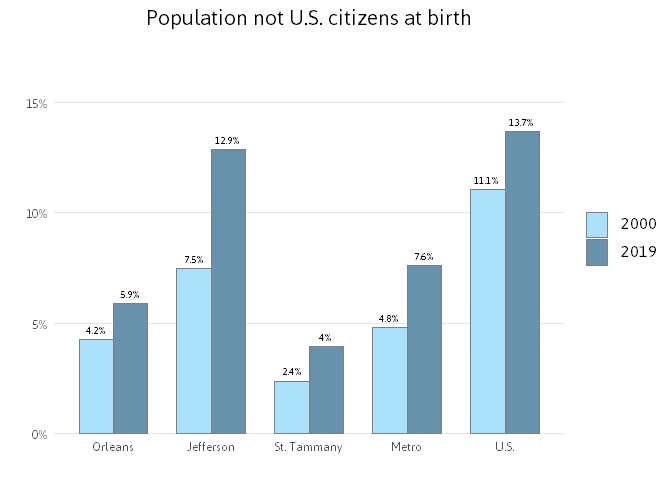 Population not U.S. citizens at birth
15%
10%
5%
0%
4.2%
5.9%
7.5%
12.9%
2.4%
4%
4.8%
7.6%
11.1%
13.7%
Orleans
Jefferson
St. Tammany
Metro
U.S.
2000
2019